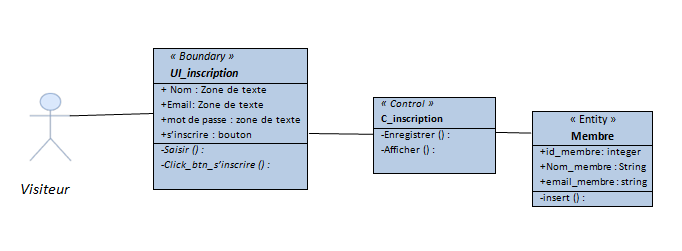 « Boundary »
UI_inscription
+ Nom : Zone de texte
+Email: Zone de texte
+mot de passe : zone de texte
+s’inscrire : bouton
-Saisir () :
-Click_btn_s’inscrire () :
« Control »
C_inscription
-Enregistrer () :
-Afficher () :
« Entity »
Membre
+id_membre: integer
+Nom_membre : String
+email_membre : string
-insert () :
Visiteur